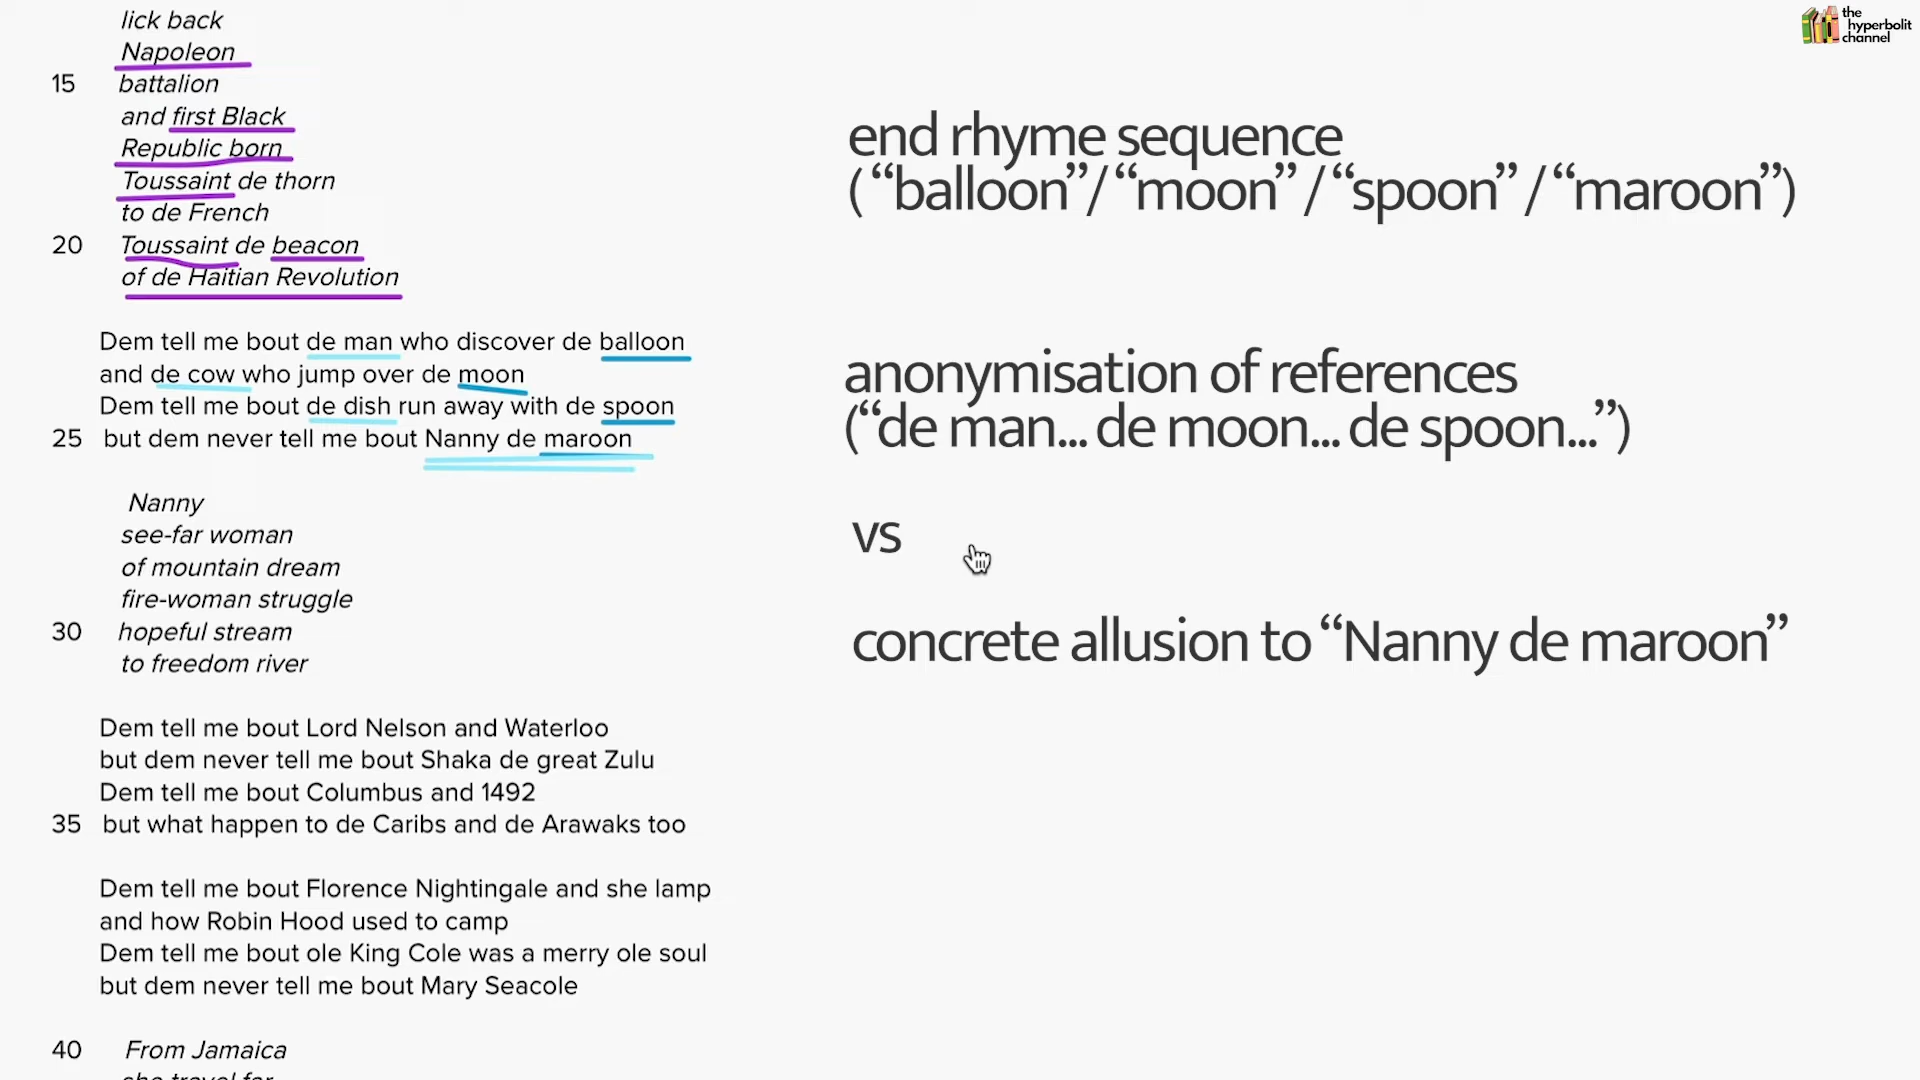 lick back
Napoleon
15 battalion
and first Black
Republic born
Toussaint de thorn
to de French
20 Toussaint de beacon
of de Haitian Revolution
Dem tell me bout de man who discover de balloon
and de cow who jump over de moon
Dem tell me bout de dish run away with de spoon
25 but dem never tell me bout Nanny de maroon
Nanny
see-far woman
of mountain dream
fire-woman struggle
30 hopeful stream
to freedom river
Dem tell me bout Lord Nelson and Waterloo
but dem never tell me bout Shaka de great Zulu
Dem tell me bout Columbus and 1492
35 but what happen to de Caribs and de Arawaks too
Dem tell me bout Florence Nightingale and she lamp
and how Robin Hood used to camp
Dem tell me bout ole King Cole was a merry ole soul
but dem never tell me bout Mary Seacole
40 From Jamaica
she travel far
end rhyme sequence
(“balloon”/“moon”/“spoon”/“maroon”)
anonymisation of references
(“de man... de moon... de spoon...”)
vs
concrete allusion to “Nanny de maroon”
the
hyperbolit
channel